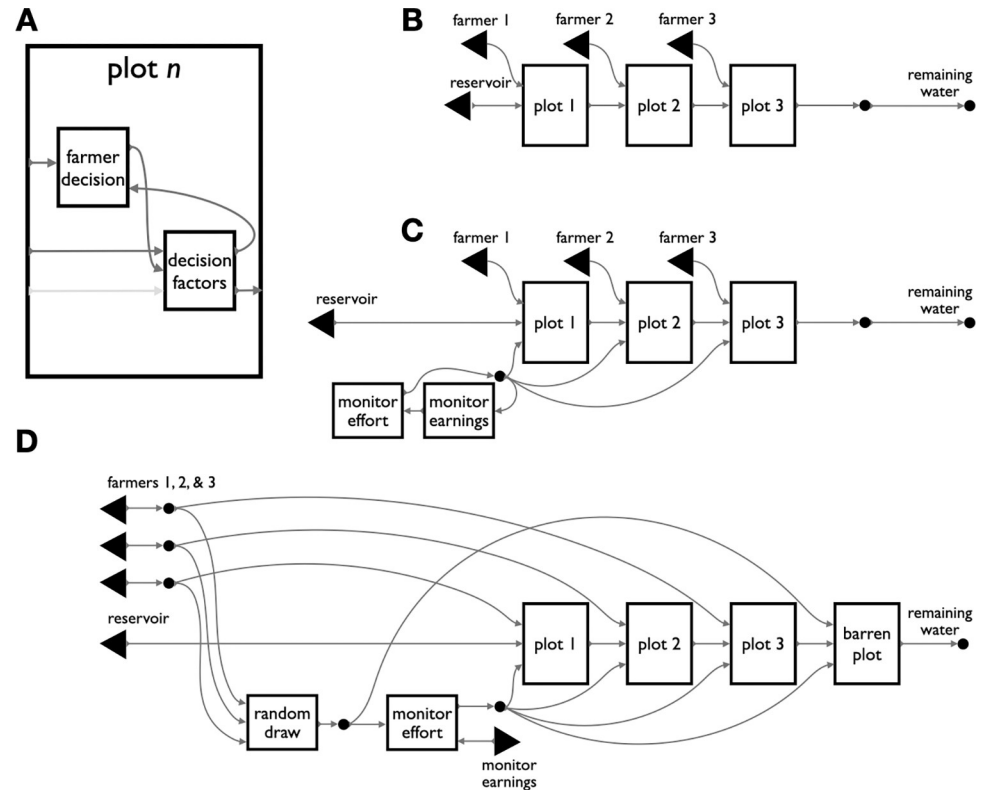 A
plot n
farmer
decision
decision
factors
B
farmer 1
farmer 2
farmer 3
reservoir
plot 1
plot 2
plot 3
remaining
water
C
farmer 1
farmer 2
farmer 3
reservoir
plot 1
plot 2
plot 3
remaining
water
monitor
effort
monitor
earnings
D
farmers 1, 2, & 3
reservoir
plot 1
plot 2
plot 3
barren
plot
remaining
water
random
draw
monitor
effort
monitor
earnings